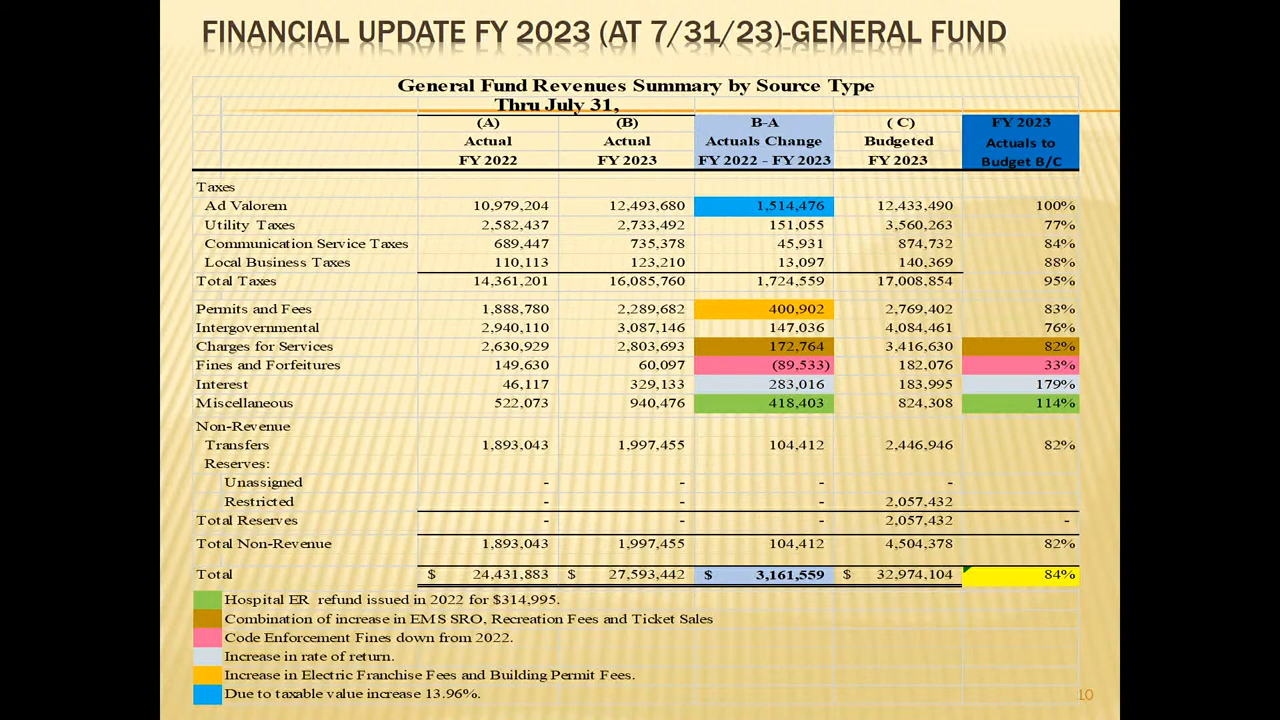 FINANCIAL UPDATE FY 2023 (AT 7/31/23)-GENERAL FUND
General Fund Revenues Summary by Source Type
Thru July 31,
(A) (B) B-A ( C) FY 2023
Actual Actual Actuals Change Budgeted Actuals to
FY 2022 FY 2023 FY 2022 - FY 2023 FY 2023 Budget B/C
Taxes
Ad Valorem 10,979,204 12,493,680 1,514,476 12,433,490 100%
Utility Taxes 2,582,437 2,733,492 151,055 3,560,263 77%
Communication Service Taxes 689,447 735,378 45,931 874,732 84%
Local Business Taxes 110,113 123,210 13,097 140,369 88%
Total Taxes 14,361,201 16,085,760 1,724,559 17,008,854 95%
Permits and Fees 1,888,780 2,289,682 400,902 2,769,402 83%
Intergovernmental 2,940,110 3,087,146 147,036 4,084,461 76%
Charges for Services 2,630,929 2,803,693 172,764 3,416,630 82%
Fines and Forfeitures 149,630 60,097 (89,533) 182,076 33%
Interest 46,117 329,133 283,016 183,995 179%
Miscellaneous 522,073 940,476 418,403 824,308 114%
Non-Revenue
Transfers 1,893,043 1,997,455 104,412 2,446,946 82%
Reserves:
Unassigned - - - -
Restricted - - - 2,057,432
Total Reserves - - - 2,057,432 -
Total Non-Revenue 1,893,043 1,997,455 104,412 4,504,378 82%
Total $ 24,431,883 $ 27,593,442 $ 3,161,559 $ 32,974,104 84%
Hospital ER refund issued in 2022 for $314,995.
Combination of increase in EMS SRO, Recreation Fees and Ticket Sales
Code Enforcement Fines down from 2022.
Increase in rate of return.
Increase in Electric Franchise Fees and Building Permit Fees.
Due to taxable value increase 13.96%.
10